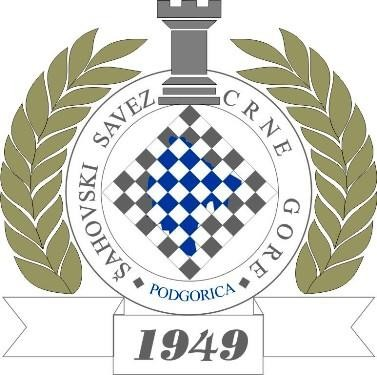 ŠAHOVSKI SAVEZ CRNE GORE
• PODGORICA •
1949